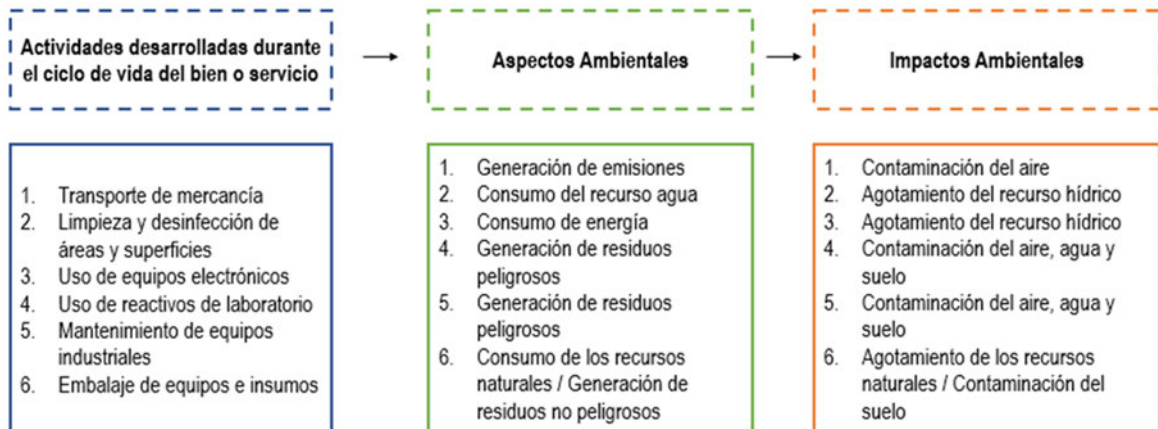 Actividades desarrolladas durante
el ciclo de vida del bien o servicio
Aspectos Ambientales
Impactos Ambientales
1. Transporte de mercancía
2. Limpieza y desinfección de
áreas y superficies
3. Uso de equipos electrónicos
4. Uso de reactivos de laboratorio
5. Mantenimiento de equipos
industriales
6. Embalaje de equipos e insumos
1. Generación de emisiones
2. Consumo del recurso agua
3. Consumo de energía
4. Generación de residuos
peligrosos
5. Generación de residuos
peligrosos
6. Consumo de los recursos
naturales / Generación de
residuos no peligrosos
1. Contaminación del aire
2. Agotamiento del recurso hídrico
3. Agotamiento del recurso hídrico
4. Contaminación del aire, agua y
suelo
5. Contaminación del aire, agua y
suelo
6. Agotamiento de los recursos
naturales / Contaminación del
suelo